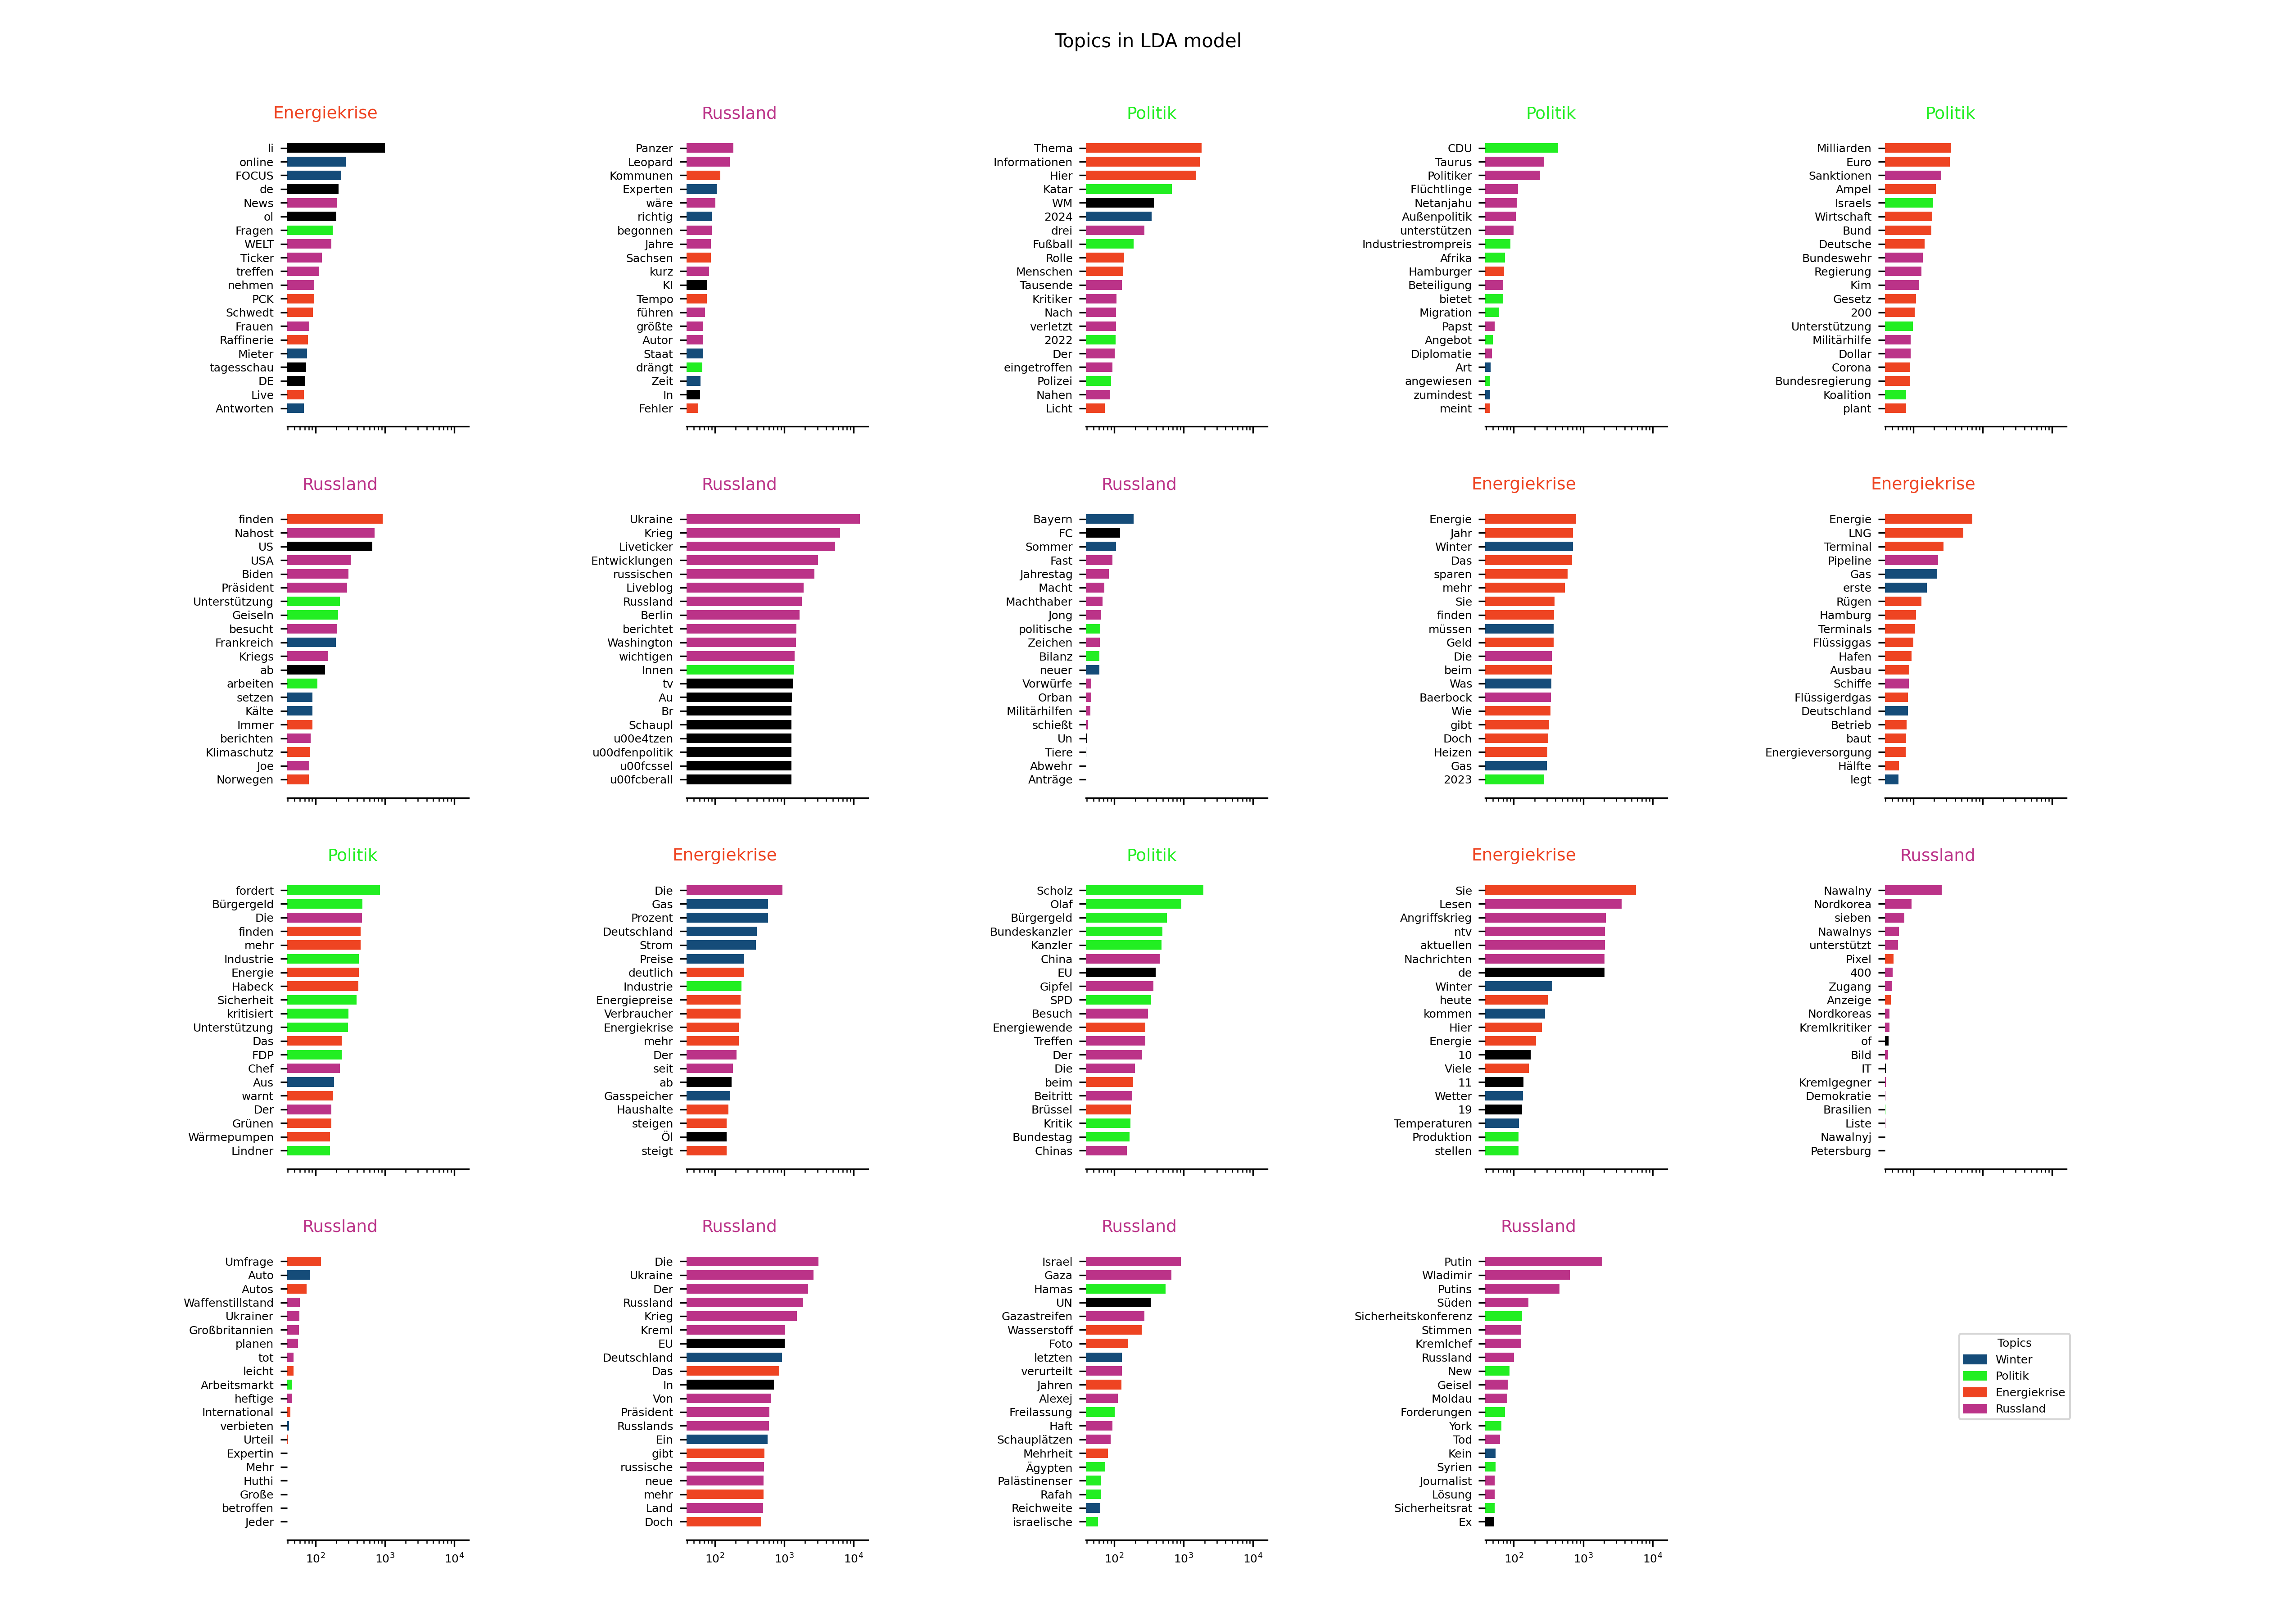 Topics in LDA model
Energiekrise
li
online
FOCUS
de
News
ol
Fragen
WELT
Ticker
treffen
nehmen
PCK
Schwedt
Frauen
Raffinerie
Mieter
tagesschau
DE
Live
Antworten
Russland
Panzer
Leopard
Kommunen
Experten
wäre
richtig
begonnen
Jahre
Sachsen
kurz
KI
Tempo
führen
größte
Autor
Staat
drängt
Zeit
In
Fehler
Politik
Thema
Informationen
Hier
Katar
WM
2024
drei
Fußball
Rolle
Menschen
Tausende
Kritiker
Nach
verletzt
2022
Der
eingetroffen
Polizei
Nahen
Licht
Politik
CDU
Taurus
Politiker
Flüchtlinge
Netanjahu
Außenpolitik
unterstützen
Industriestrompreis
Afrika
Hamburger
Beteiligung
bietet
Migration
Papst
Angebot
Diplomatie
Art
angewiesen
zumindest
meint
Politik
Milliarden
Euro
Sanktionen
Ampel
Israels
Wirtschaft
Bund
Deutsche
Bundeswehr
Regierung
Kim
Gesetz
200
Unterstützung
Militärhilfe
Dollar
Corona
Bundesregierung
Koalition
plant
Russland
finden
Nahost
US
USA
Biden
Präsident
Unterstützung
Geiseln
besucht
Frankreich
Kriegs
ab
arbeiten
setzen
Kälte
Immer
berichten
Klimaschutz
Joe
Norwegen
Russland
Ukraine
Krieg
Liveticker
Entwicklungen
russischen
Liveblog
Russland
Berlin
berichtet
Washington
wichtigen
Innen
tv
Au
Br
Schaupl
u00e4tzen
u00dfenpolitik
u00fcssel
u00fcberall
Russland
Bayern
FC
Sommer
Fast
Jahrestag
Macht
Machthaber
Jong
politische
Zeichen
Bilanz
neuer
Vorwürfe
Orban
Militärhilfen
schießt
Un
Tiere
Abwehr
Anträge
Energiekrise
Energie
Jahr
Winter
Das
sparen
mehr
Sie
finden
müssen
Geld
Die
beim
Was
Baerbock
Wie
gibt
Doch
Heizen
Gas
2023
Energiekrise
Energie
LNG
Terminal
Pipeline
Gas
erste
Rügen
Hamburg
Terminals
Flüssiggas
Hafen
Ausbau
Schiffe
Flüssigerdgas
Deutschland
Betrieb
baut
Energieversorgung
Hälfte
legt
Politik
fordert
Bürgergeld
Die
finden
mehr
Industrie
Energie
Habeck
Sicherheit
kritisiert
Unterstützung
Das
FDP
Chef
Aus
warnt
Der
Grünen
Wärmepumpen
Lindner
Energiekrise
Die
Gas
Prozent
Deutschland
Strom
Preise
deutlich
Industrie
Energiepreise
Verbraucher
Energiekrise
mehr
Der
seit
ab
Gasspeicher
Haushalte
steigen
Öl
steigt
Politik
Scholz
Olaf
Bürgergeld
Bundeskanzler
Kanzler
China
EU
Gipfel
SPD
Besuch
Energiewende
Treffen
Der
Die
beim
Beitritt
Brüssel
Kritik
Bundestag
Chinas
Energiekrise
Sie
Lesen
Angriffskrieg
ntv
aktuellen
Nachrichten
de
Winter
heute
kommen
Hier
Energie
10
Viele
11
Wetter
19
Temperaturen
Produktion
stellen
Russland
Nawalny
Nordkorea
sieben
Nawalnys
unterstützt
Pixel
400
Zugang
Anzeige
Nordkoreas
Kremlkritiker
of
Bild
IT
Kremlgegner
Demokratie
Brasilien
Liste
Nawalnyj
Petersburg
Russland
Umfrage
Auto
Autos
Waffenstillstand
Ukrainer
Großbritannien
planen
tot
leicht
Arbeitsmarkt
heftige
International
verbieten
Urteil
Expertin
Mehr
Huthi
Große
betroffen
Jeder
10² 10³ 10⁴
Russland
Die
Ukraine
Der
Russland
Krieg
Kreml
EU
Deutschland
Das
In
Von
Präsident
Russlands
Ein
gibt
russische
neue
mehr
Land
Doch
10² 10³ 10⁴
Russland
Israel
Gaza
Hamas
UN
Gazastreifen
Wasserstoff
Foto
letzten
verurteilt
Jahren
Alexej
Freilassung
Haft
Schauplätzen
Mehrheit
Ägypten
Palästinenser
Rafah
Reichweite
israelische
10² 10³ 10⁴
Russland
Putin
Wladimir
Putins
Süden
Sicherheitskonferenz
Stimmen
Kremlchef
Russland
New
Geisel
Moldau
Forderungen
York
Tod
Kein
Syrien
Journalist
Lösung
Sicherheitsrat
Ex
10² 10³ 10⁴
Topics
Winter
Politik
Energiekrise
Russland